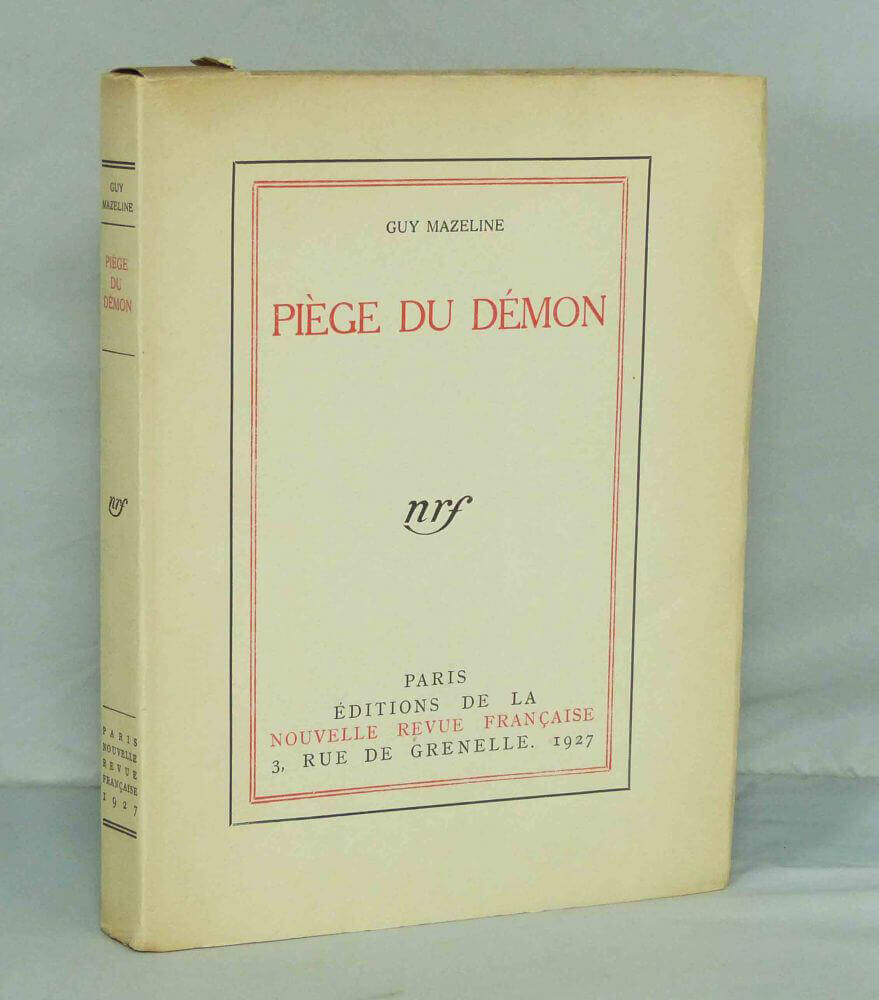 GUY
MAZELINE
PIÈGE
DU
DÉMON
nrf
PARIS
NOUVELLE
REVUE
FRANÇAISE
1927
GUY MAZELINE
PIÈGE DU DÉMON
nrf
PARIS
ÉDITIONS DE LA
NOUVELLE REVUE FRANÇAISE
3, RUE DE GRENELLE. 1927